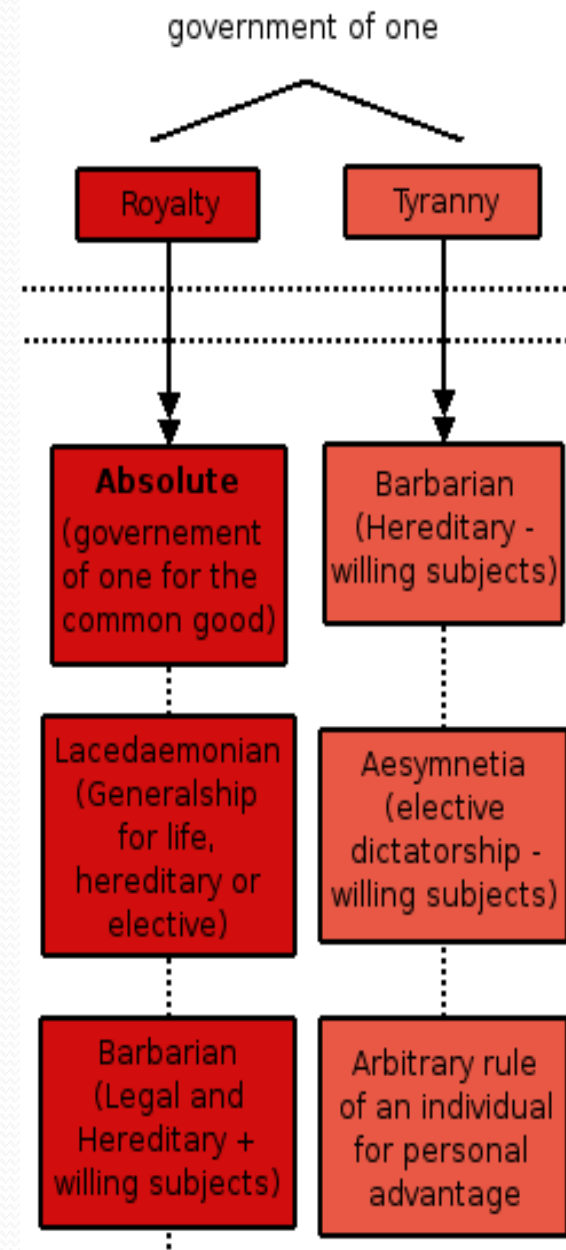 government of one
Royalty
Tyranny
Absolute
(governement
of one for the
common good)
Barbarian
(Hereditary -
willing subjects)
Lacedaemonian
(Generalship
for life,
hereditary or
elective)
Aesymnetia
(elective
dictatorship -
willing subjects)
Barbarian
(Legal and
Hereditary +
willing subjects)
Arbitrary rule
of an individual
for personal
advantage